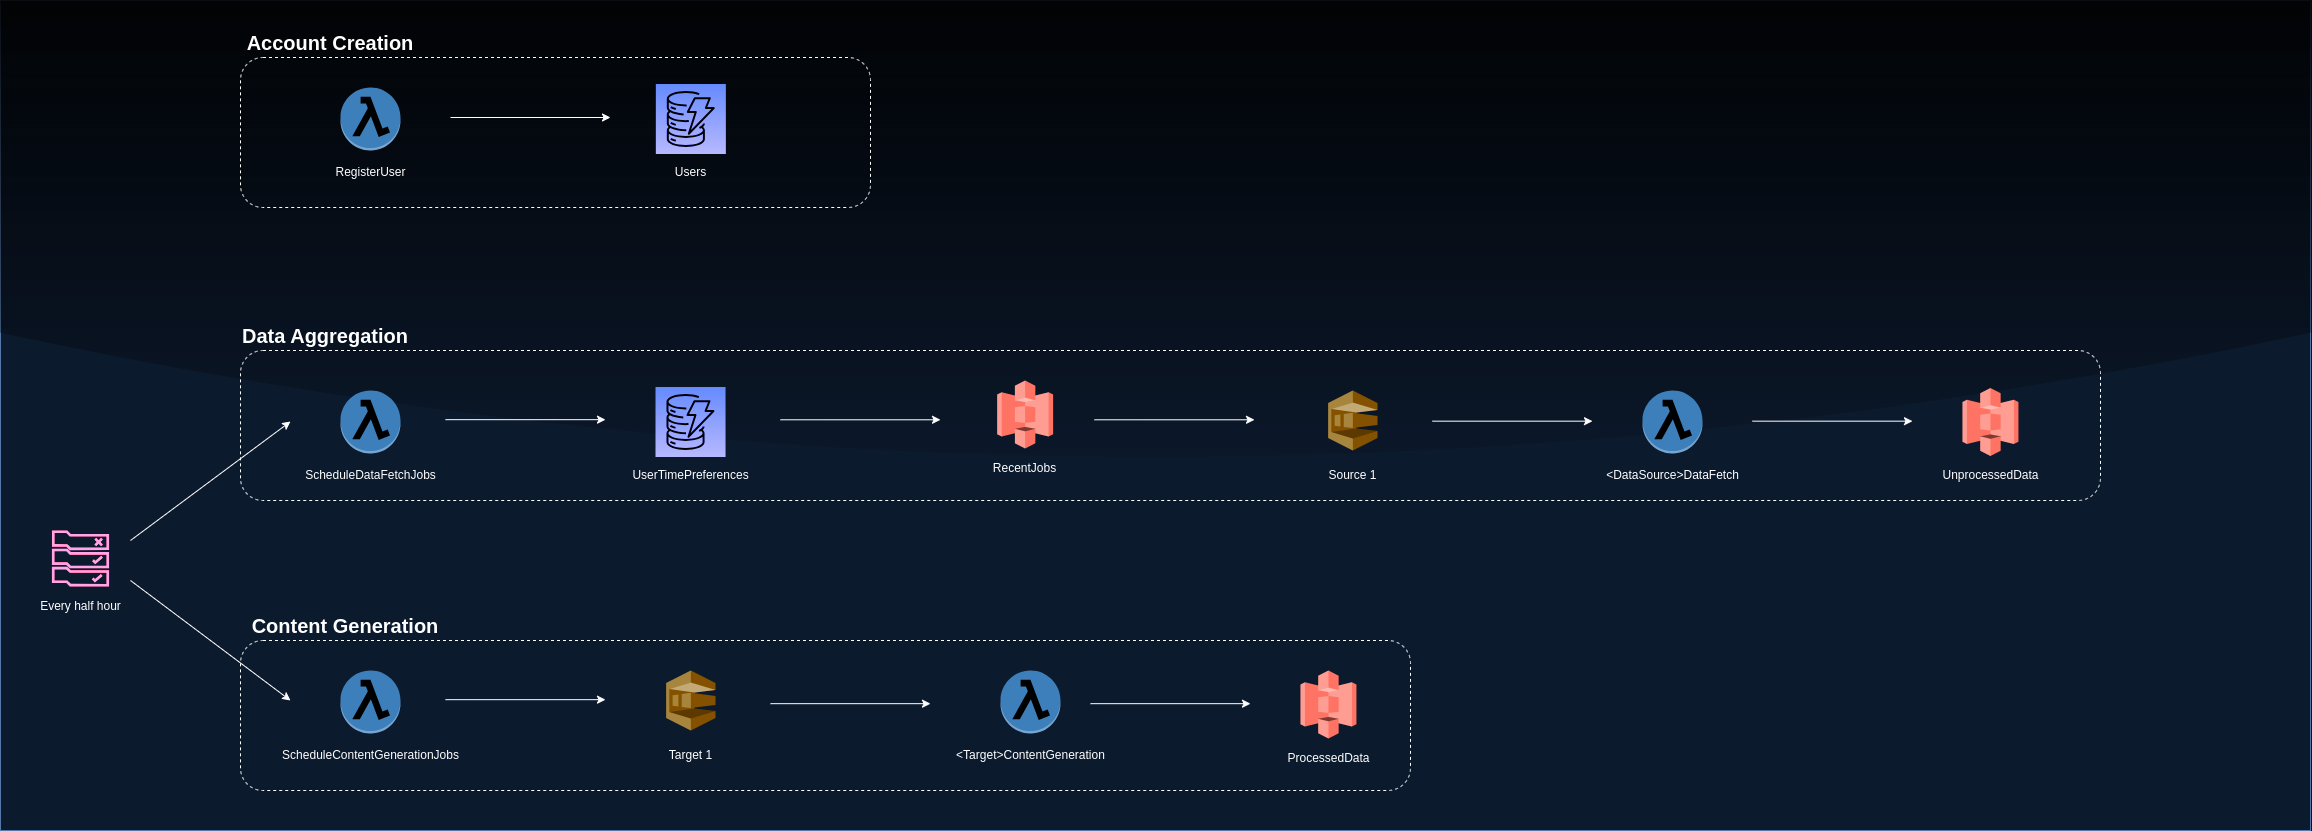 Account Creation
RegisterUser
Users
Data Aggregation
ScheduleDataFetchJobs
UserTimePreferences
RecentJobs
Source 1
<DataSource>DataFetch
UnprocessedData
Every half hour
Content Generation
ScheduleContentGenerationJobs
Target 1
<Target>ContentGeneration
ProcessedData